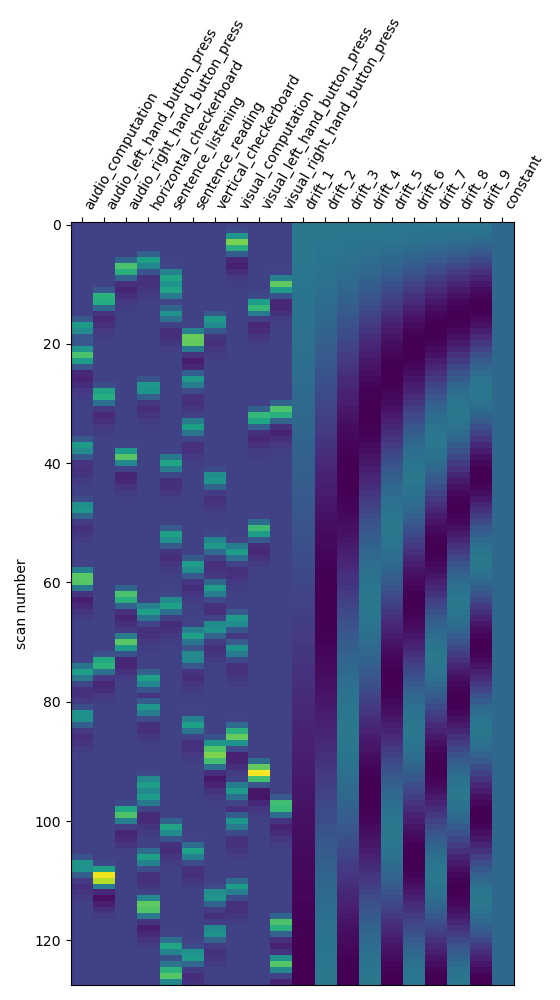 audio_computation
audio_left_hand_button_press
audio_right_hand_button_press
horizontal_checkerboard
sentence_listening
sentence_reading
vertical_checkerboard
visual_computation
visual_left_hand_button_press
visual_right_hand_button_press
drift_1
drift_2
drift_3
drift_4
drift_5
drift_6
drift_7
drift_8
drift_9
constant
0
20
40
60
80
100
120
scan number